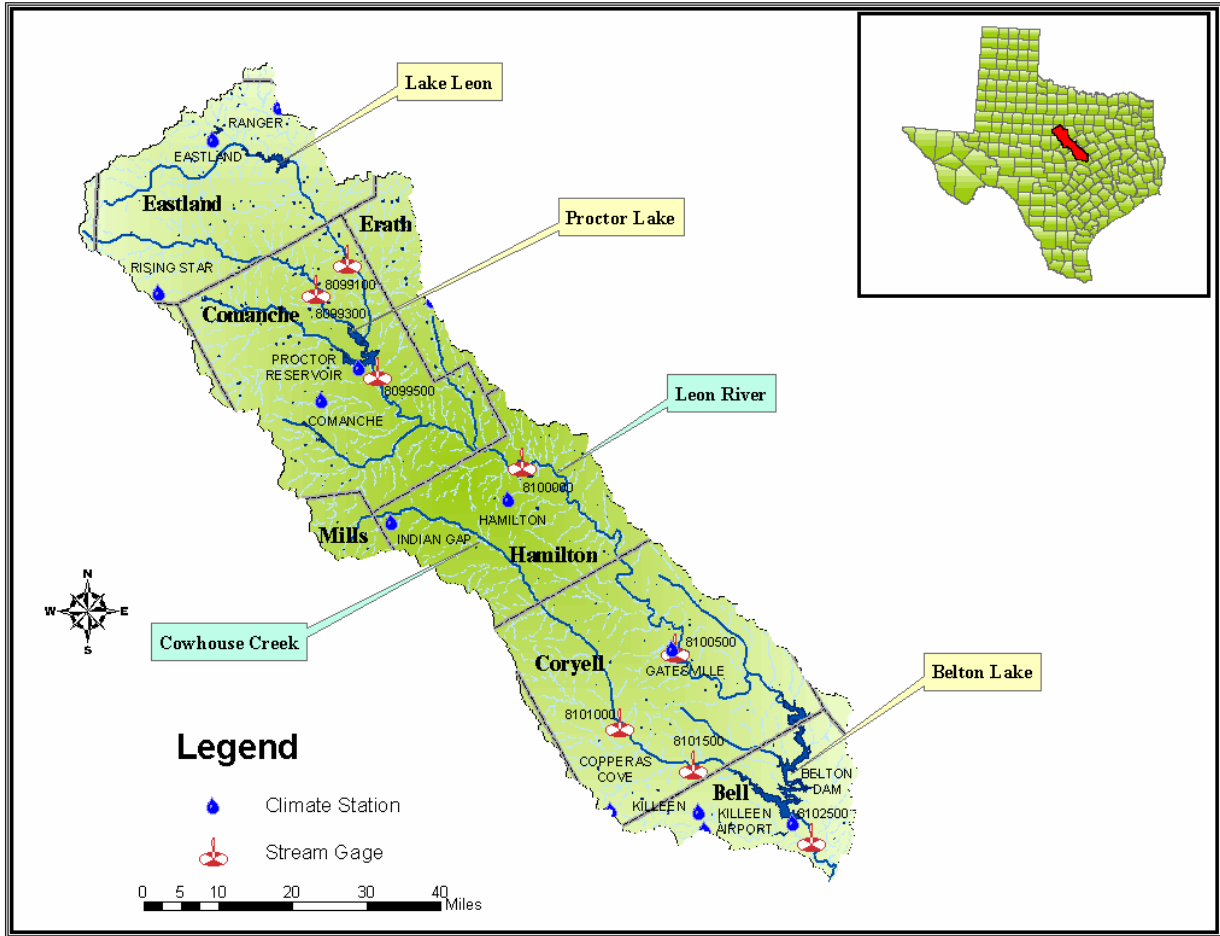 Lake Leon
RANGER
EASTLAND
Eastland
Erath
Proctor Lake
RISING STAR
8099100
Comanche
8099300
PROCTOR
RESERVOIR
8099500
COMANCHE
Leon River
8100000
HAMILTON
Mills
INDIAN GAP
Hamilton
N
W
E
S
Cowhouse Creek
8100500
Coryell
GATESVILLE
Belton Lake
8101000
8101500
COPPERAS
COVE
BELTON
DAM
Bell
KILLEEN
KILLEEN
AIRPORT
8102500
Legend
Climate Station
Stream Gage
0 5 10 20 30 40
Miles